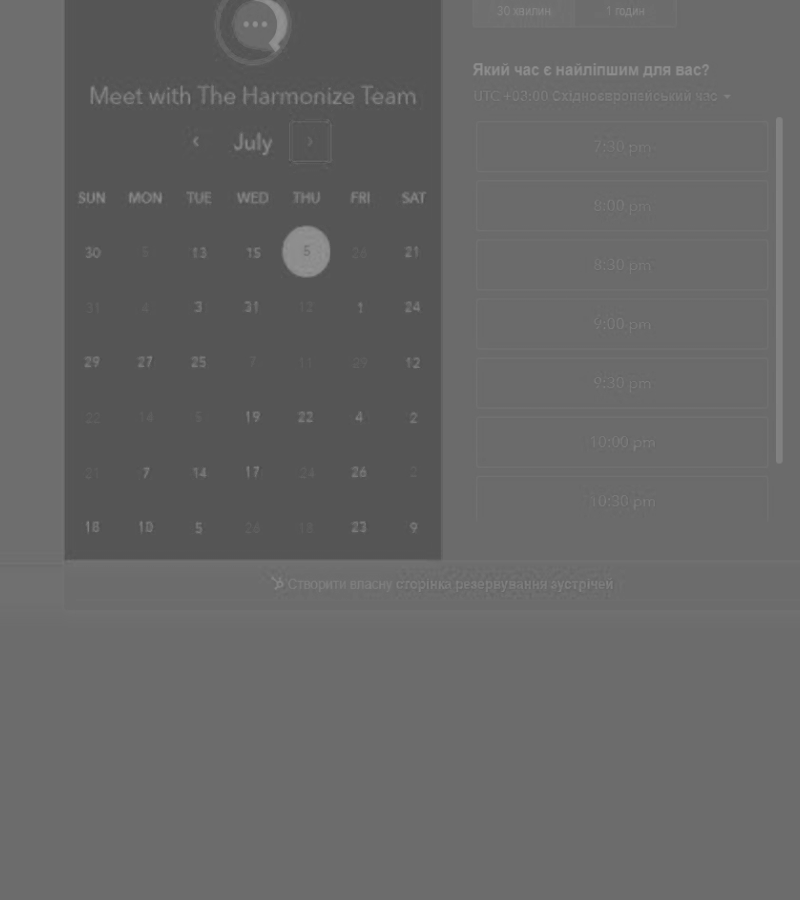 30 хвилин 1 годин
Meet with The Harmonize Team
July
SUN MON TUE WED THU FRI SAT
30 5 13 15 5 26 21
31 4 3 31 12 1 24
29 27 25 7 11 29 12
22 14 5 19 22 4 2
21 7 14 17 24 26 2
18 10 5 26 18 23 9
Який час є найліпшим для вас?
UTC +03:00 Східноєвропейський час
7:30 pm
8:00 pm
8:30 pm
9:00 pm
9:30 pm
10:00 pm
10:30 pm
Створити власну сторінка резервування зустрічей